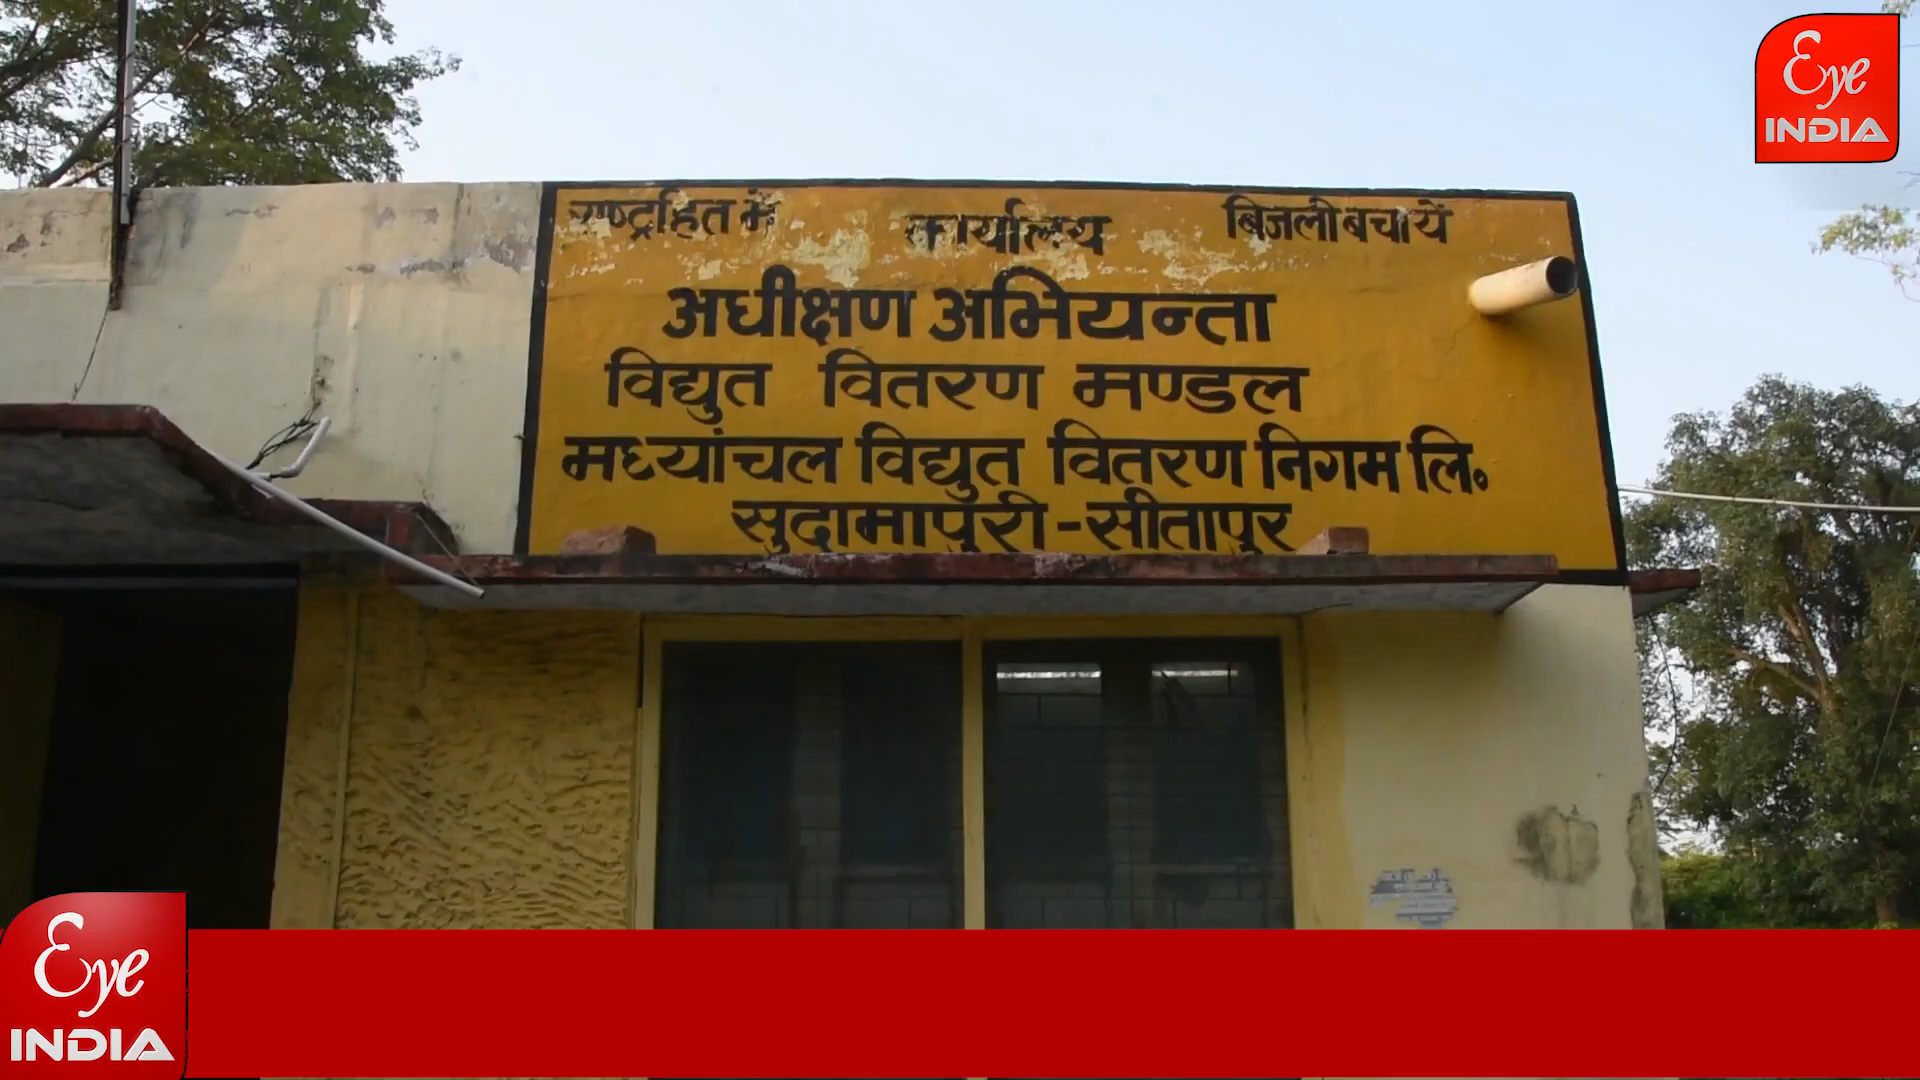 राष्ट्रहित में कार्यालय बिजली बचायें
अधीक्षण अभियन्ता
विद्युत वितरण मण्डल
मध्यांचल विद्युत वितरण निगम लि॰
सुदामापुरी-सीतापुर
Eye
INDIA
Eye
INDIA